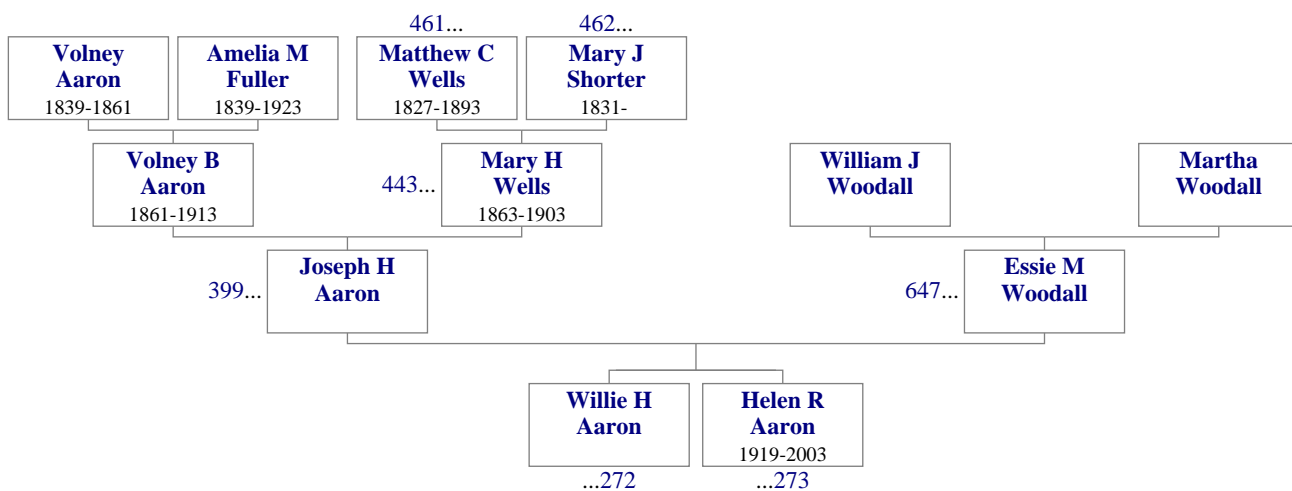 461...
462...
Volney
Aaron
1839-1861
Amelia M
Fuller
1839-1923
Matthew C
Wells
1827-1893
Mary J
Shorter
1831-
Volney B
Aaron
1861-1913
443...
Mary H
Wells
1863-1903
William J
Woodall
Martha
Woodall
399...
Joseph H
Aaron
647...
Essie M
Woodall
Willie H
Aaron
...272
Helen R
Aaron
1919-2003
...273